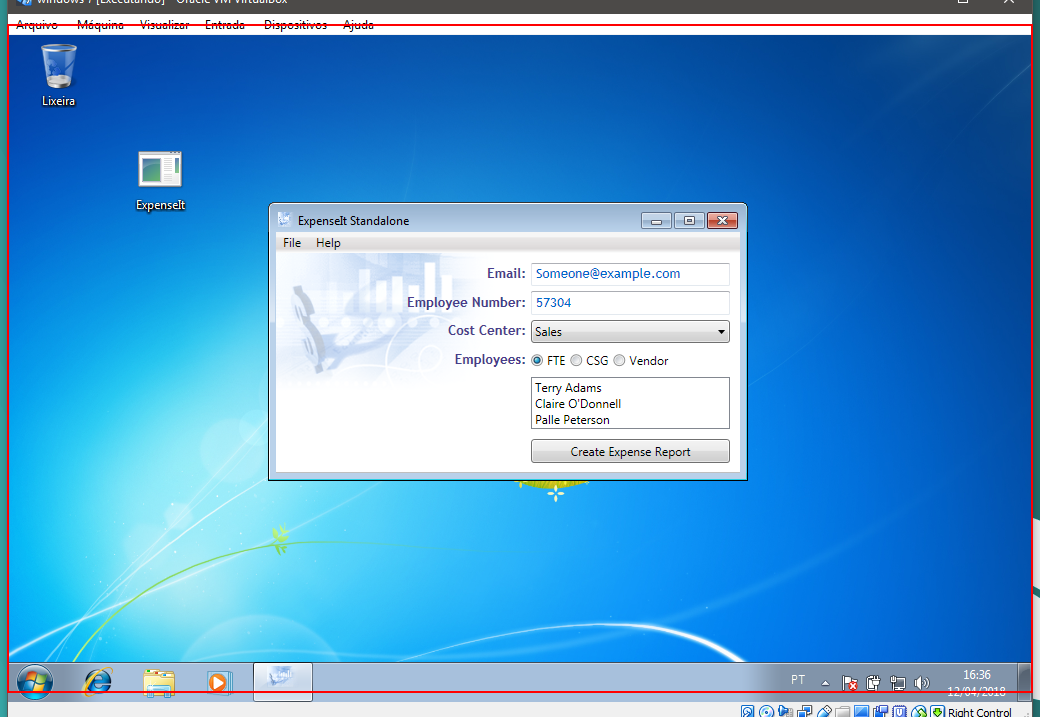 windows 7 [Executando] - Oracle VM VirtualBox
Arquivo Máquina Visualizar Entrada Dispositivos Ajuda
Lixeira
ExpenseIt
ExpenseIt Standalone
File Help
Email: Someone@example.com
Employee Number: 57304
Cost Center: Sales
Employees: FTE CSG Vendor
Terry Adams
Claire O'Donnell
Palle Peterson
Create Expense Report
PT 16:36
12/04/2018
Right Control